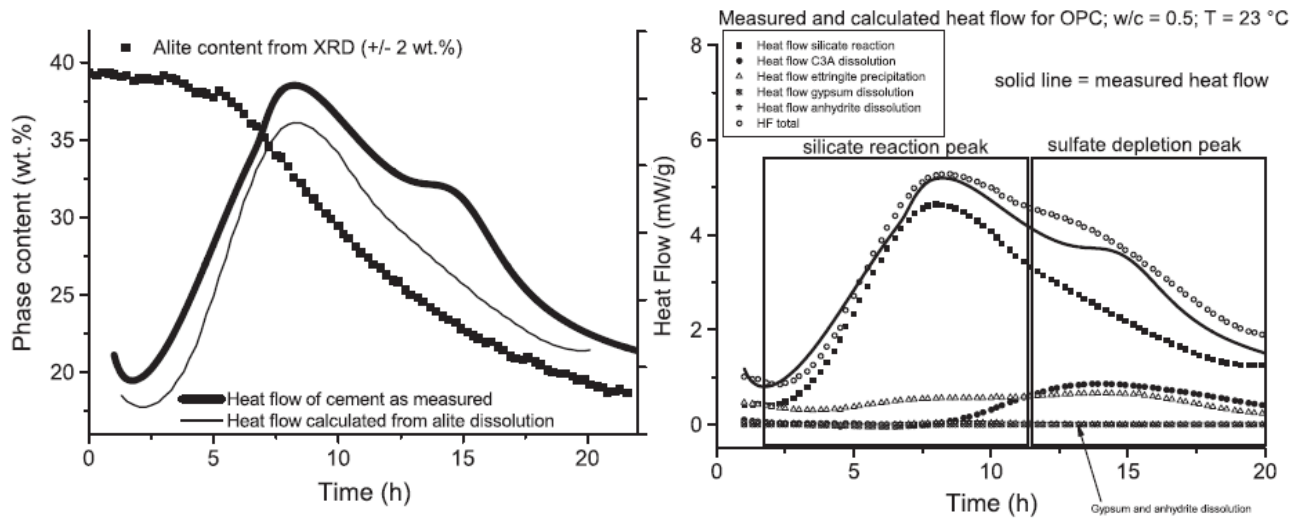 Alite content from XRD (+/- 2 wt.%)
40
35
30
25
20
Phase content (wt.%)
Heat flow of cement as measured
Heat flow calculated from alite dissolution
0
5
10
15
20
Time (h)
Measured and calculated heat flow for OPC; w/c = 0.5; T = 23 °C
Heat flow silicate reaction
Heat flow C3A dissolution
Heat flow ettringite precipitation
Heat flow gypsum dissolution
Heat flow anhydrite dissolution
HF total
solid line = measured heat flow
silicate reaction peak
sulfate depletion peak
8
6
4
2
0
Heat Flow (mW/g)
0
5
10
15
20
Time (h)
Gypsum and anhydrite dissolution